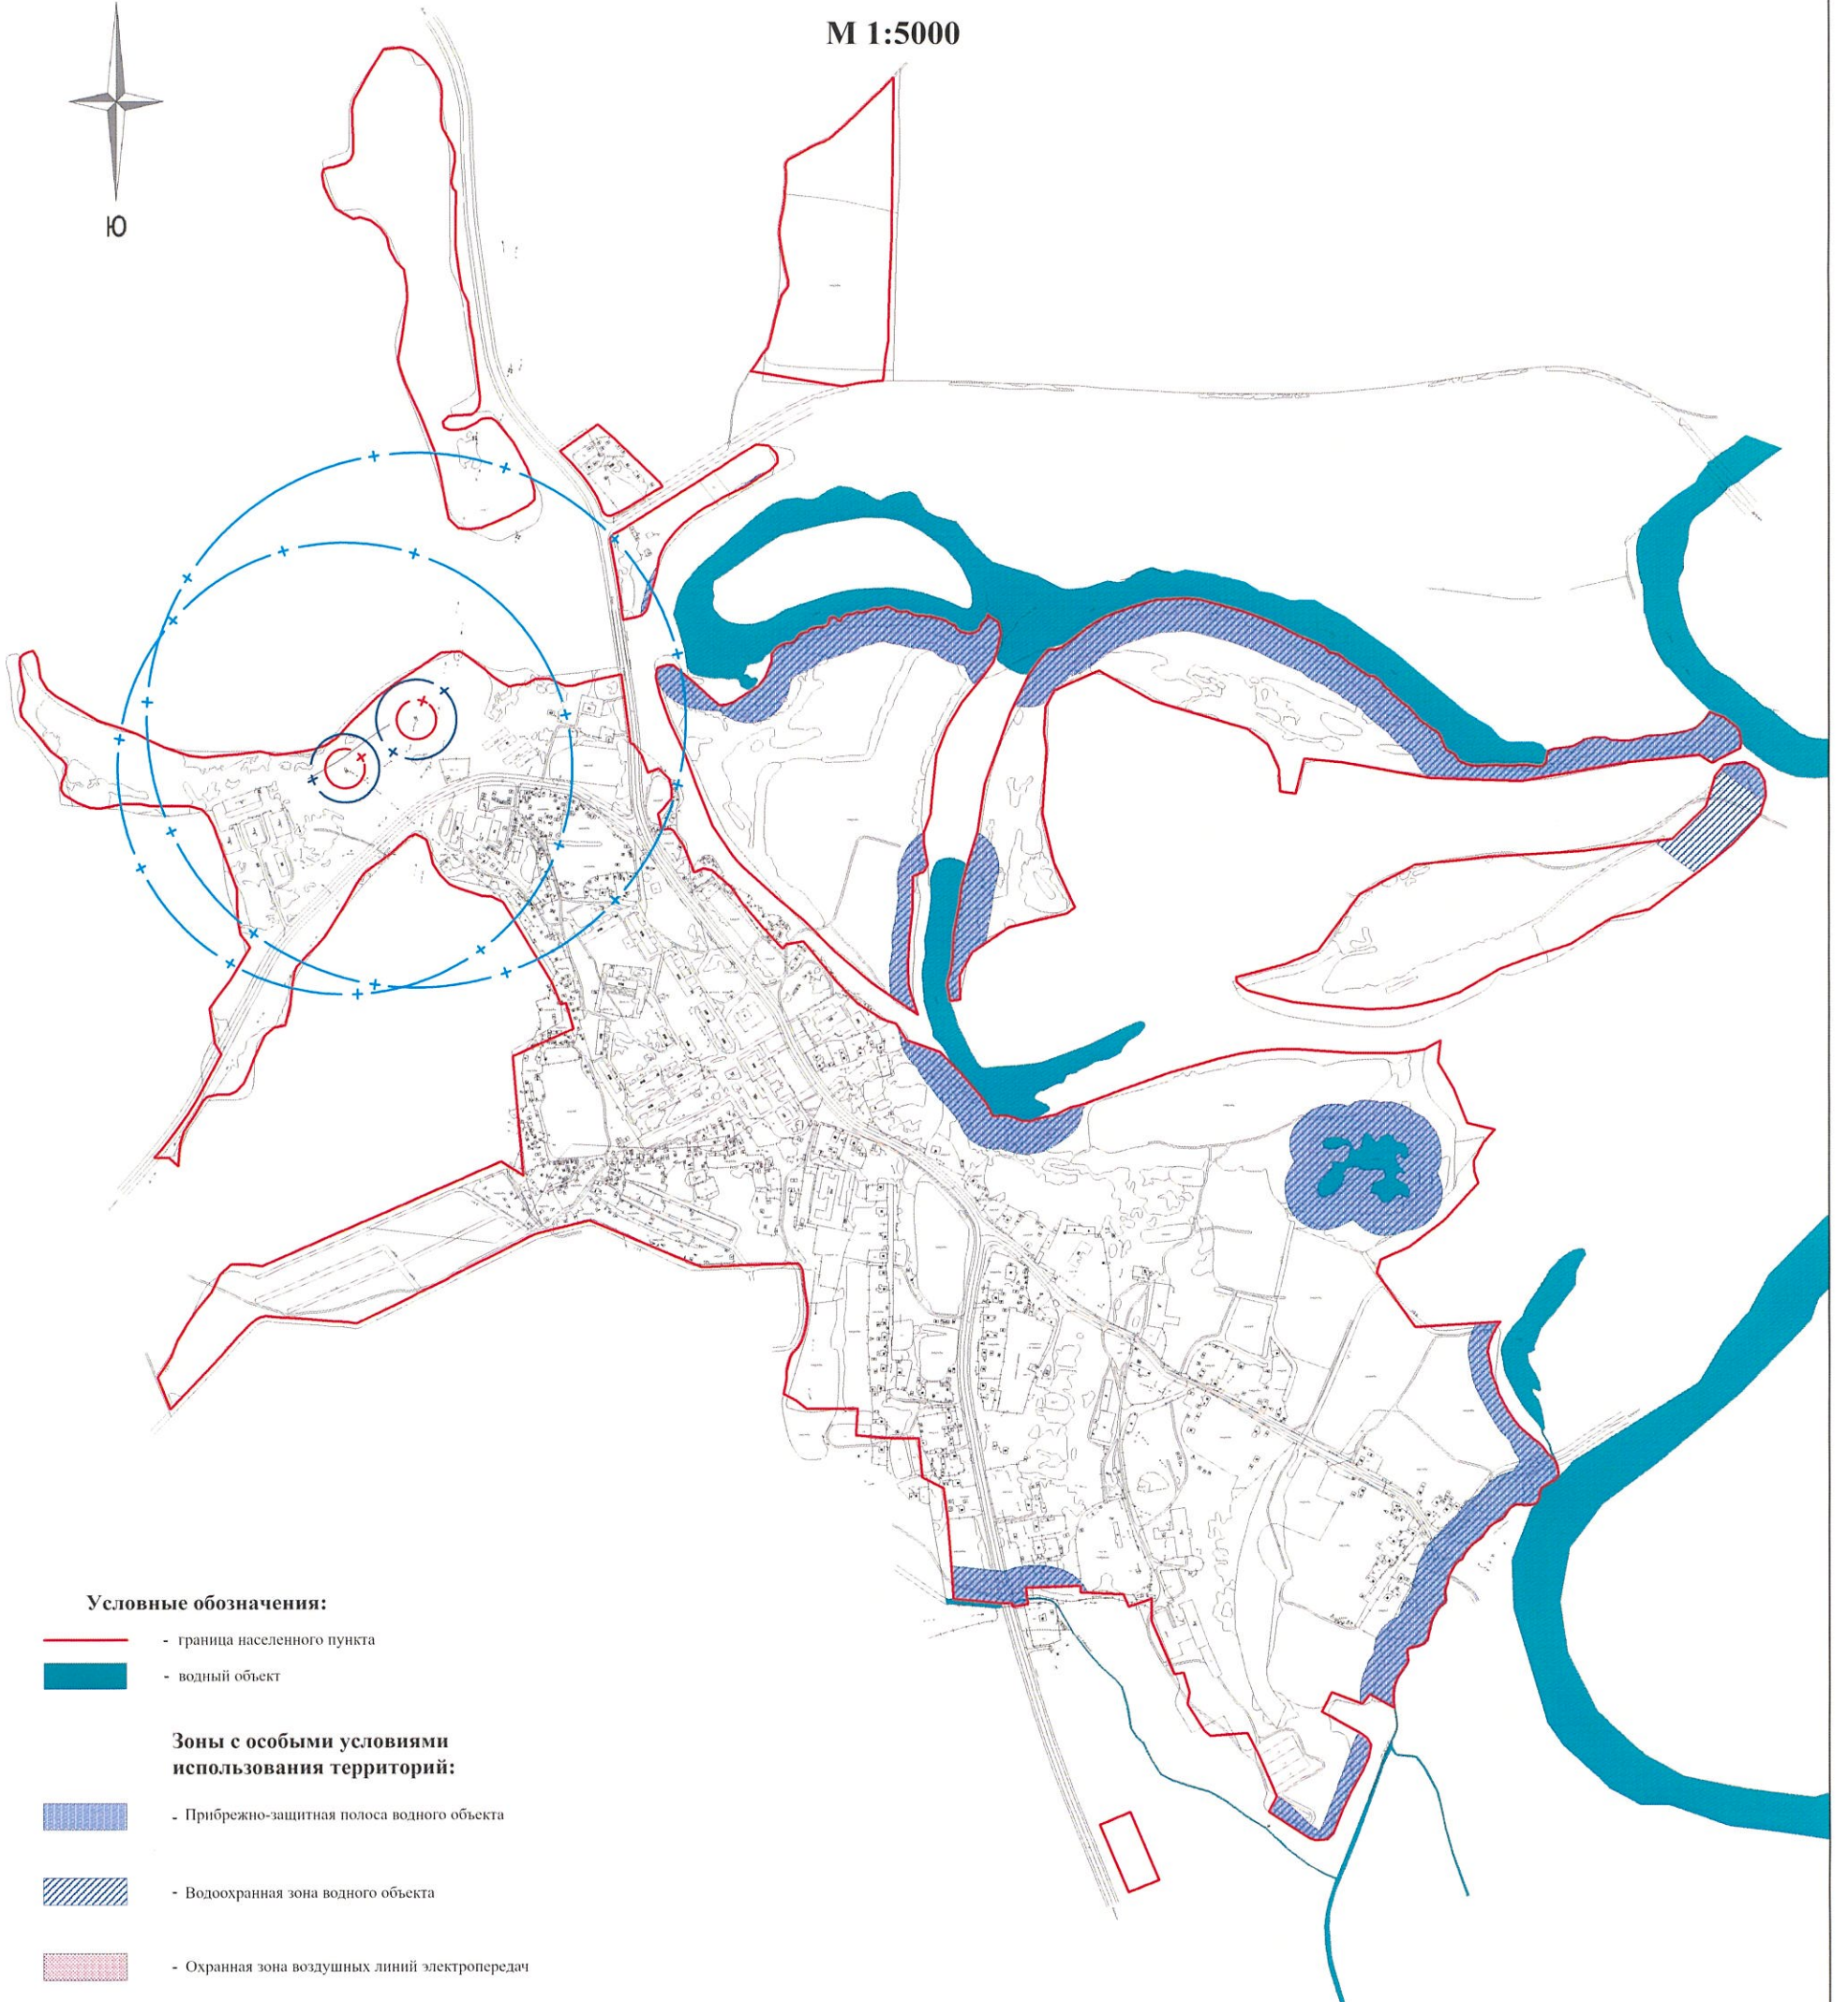 М 1:5000
Ю
Условные обозначения:
- граница населенного пункта
- водный объект
Зоны с особыми условиями
использования территорий:
- Прибрежно-защитная полоса водного объекта
- Водоохранная зона водного объекта
- Охранная зона воздушных линий электропередач